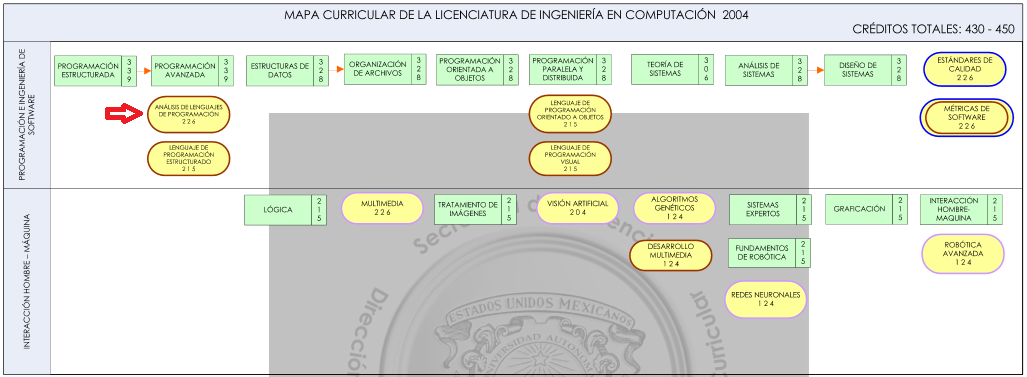 MAPA CURRICULAR DE LA LICENCIATURA DE INGENIERÍA EN COMPUTACIÓN 2004
CRÉDITOS TOTALES: 430 - 450
PROGRAMACIÓN E INGENIERÍA DE
SOFTWARE
PROGRAMACIÓN
ESTRUCTURADA
3
3
9
PROGRAMACIÓN
AVANZADA
3
3
9
ESTRUCTURAS DE
DATOS
3
2
8
ORGANIZACIÓN
DE ARCHIVOS
3
2
8
PROGRAMACIÓN
ORIENTADA A
OBJETOS
3
2
8
PROGRAMACIÓN
PARALELA Y
DISTRIBUIDA
3
2
8
TEORÍA DE
SISTEMAS
3
0
6
ANÁLISIS DE
SISTEMAS
3
2
8
DISEÑO DE
SISTEMAS
3
2
8
ESTÁNDARES DE
CALIDAD
2 2 6
ANÁLISIS DE LENGUAJES
DE PROGRAMACIÓN
2 2 6
LENGUAJE DE
PROGRAMACIÓN
ORIENTADO A OBJETOS
2 1 5
MÉTRICAS DE
SOFTWARE
2 2 6
LENGUAJE DE
PROGRAMACIÓN
ESTRUCTURADO
2 1 5
LENGUAJE DE
PROGRAMACIÓN
VISUAL
2 1 5
INTERACCIÓN HOMBRE – MÁQUINA
LÓGICA
2
1
5
MULTIMEDIA
2 2 6
TRATAMIENTO DE
IMÁGENES
2
1
5
VISIÓN ARTIFICIAL
2 0 4
ALGORITMOS
GENÉTICOS
1 2 4
SISTEMAS
EXPERTOS
2
1
5
GRAFICACIÓN
2
1
5
INTERACCIÓN
HOMBRE-
MAQUINA
2
1
5
DESARROLLO
MULTIMEDIA
1 2 4
FUNDAMENTOS
DE ROBÓTICA
2
1
5
ROBÓTICA
AVANZADA
1 2 4
REDES NEURONALES
1 2 4
ESTADOS UNIDOS MEXICANOS